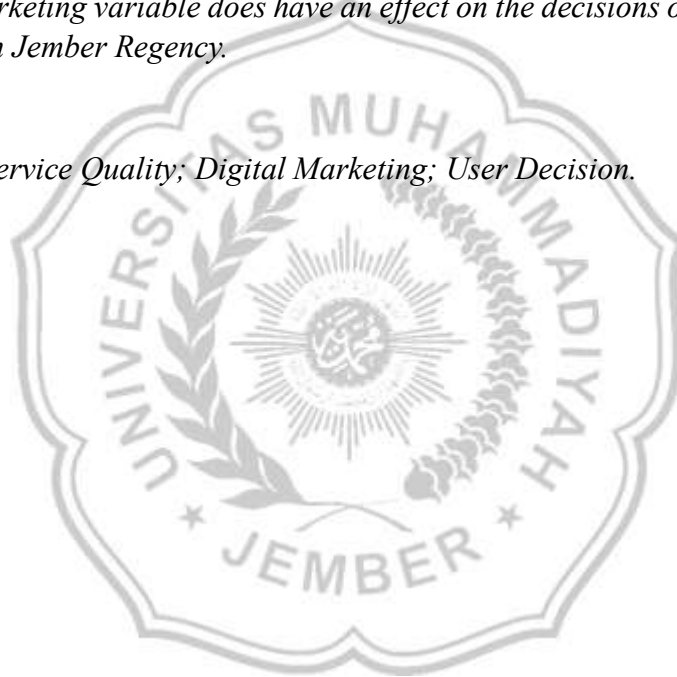 rketing variable does have an effect on the decisions o
n Jember Regency.
ervice Quality; Digital Marketing; User Decision.
UNIVERSITAS MUHAMMADIYAH
★ JEMBER ★